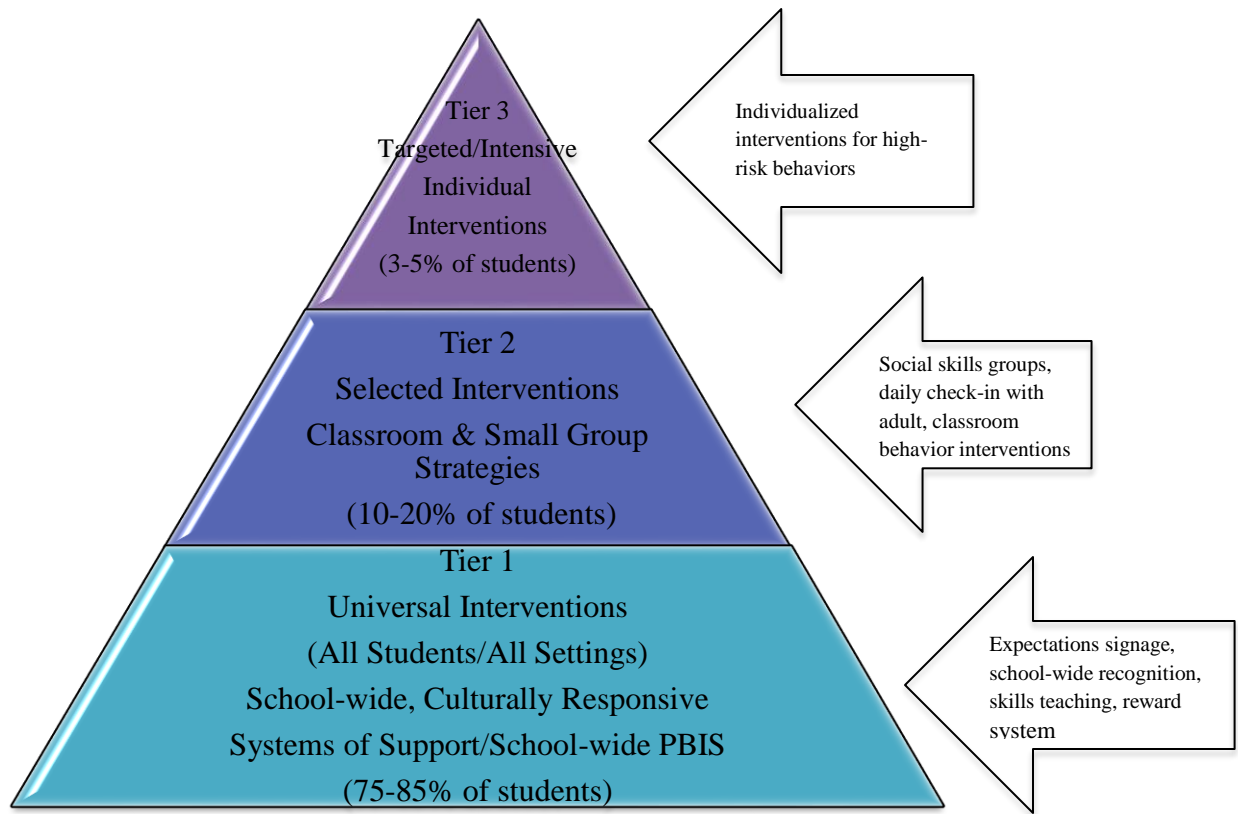 Tier 3
Targeted/Intensive
Individual
Interventions
(3-5% of students)
Individualized
interventions for high-
risk behaviors
Tier 2
Selected Interventions
Classroom & Small Group
Strategies
(10-20% of students)
Social skills groups,
daily check-in with
adult, classroom
behavior interventions
Tier 1
Universal Interventions
(All Students/All Settings)
School-wide, Culturally Responsive
Systems of Support/School-wide PBIS
(75-85% of students)
Expectations signage,
school-wide recognition,
skills teaching, reward
system